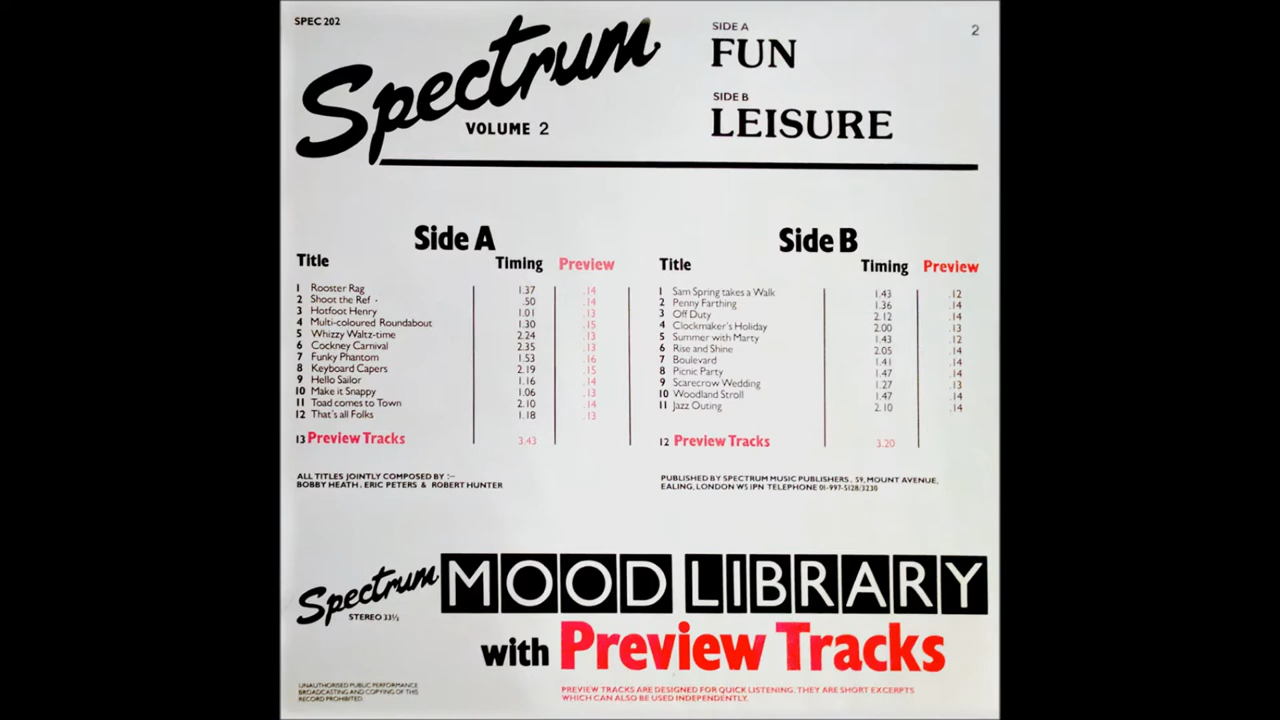 SPEC 202
Spectrum
VOLUME 2
SIDE A
FUN
SIDE B
LEISURE
2
Side A
Title Timing Preview
1 Rooster Rag 1.37 .14
2 Shoot the Ref .50 .14
3 Hotfoot Henry 1.01 .13
4 Multi-coloured Roundabout 1.30 .15
5 Whizzy Waltz-time 2.24 .13
6 Cockney Carnival 2.35 .13
7 Funky Phantom 1.53 .16
8 Keyboard Capers 2.19 .15
9 Hello Sailor 1.16 .14
10 Make it Snappy 1.06 .13
11 Toad comes to Town 2.10 .14
12 That's all Folks 1.18 .13
13 Preview Tracks 3.43
Side B
Title Timing Preview
1 Sam Spring takes a Walk 1.43 .12
2 Penny Farthing 1.36 .14
3 Off Duty 2.12 .14
4 Clockmaker's Holiday 2.00 .13
5 Summer with Marty 1.43 .12
6 Rise and Shine 2.05 .14
7 Boulevard 1.41 .14
8 Picnic Party 1.47 .14
9 Scarecrow Wedding 1.27 .13
10 Woodland Stroll 1.47 .14
11 Jazz Outing 2.10 .14
12 Preview Tracks 3.20
ALL TITLES JOINTLY COMPOSED BY :-
BOBBY HEATH, ERIC PETERS & ROBERT HUNTER
PUBLISHED BY SPECTRUM MUSIC PUBLISHERS, 59, MOUNT AVENUE,
EALING, LONDON W5 1PN TELEPHONE 01-997-5128/3230
Spectrum MOOD LIBRARY
STEREO 33⅓
with Preview Tracks
UNAUTHORISED PUBLIC PERFORMANCE
BROADCASTING AND COPYING OF THIS
RECORD PROHIBITED.
PREVIEW TRACKS ARE DESIGNED FOR QUICK LISTENING. THEY ARE SHORT EXCERPTS
WHICH CAN ALSO BE USED INDEPENDENTLY.